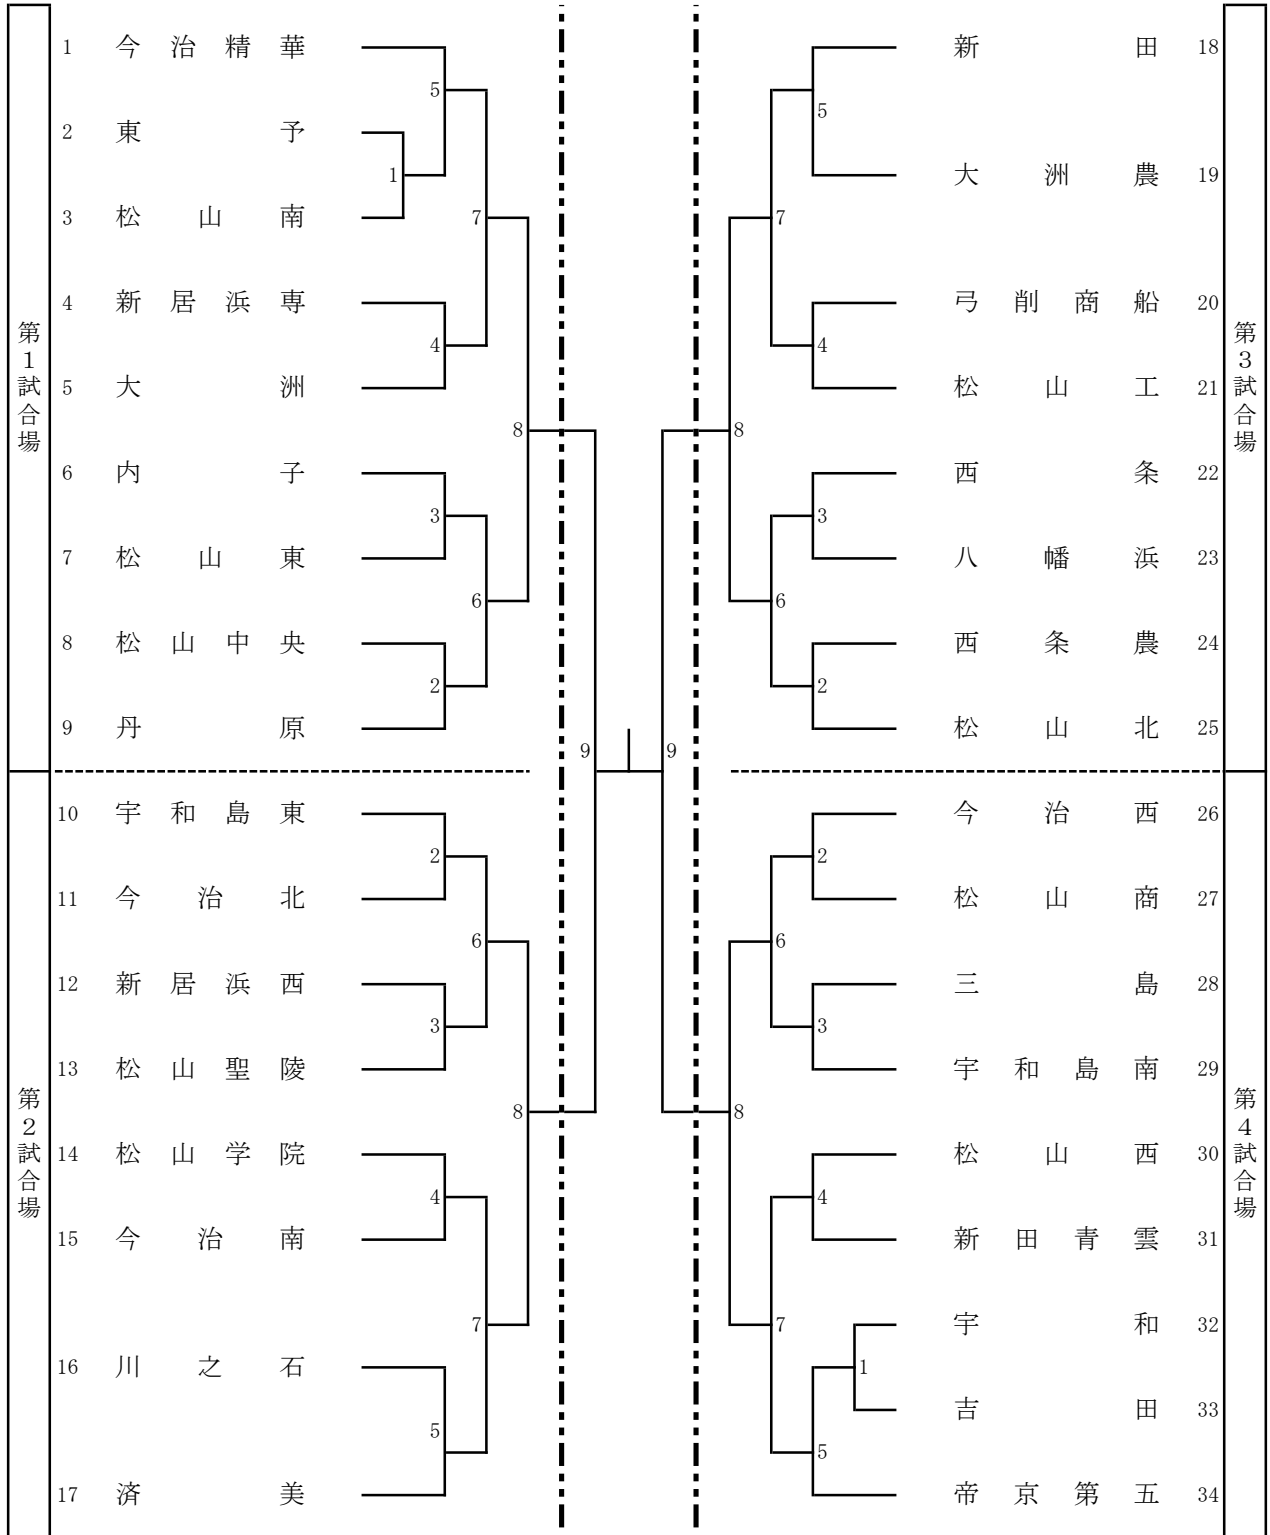 第1試合場
1 今治精華
2 東予
3 松山南
4 新居浜専
5 大洲
6 内子
7 松山東
8 松山中央
9 丹原
5
1
7
4
8
3
6
2
9
第2試合場
10 宇和島東
11 今治北
12 新居浜西
13 松山聖陵
14 松山学院
15 今治南
16 川之石
17 済美
2
6
3
8
4
7
5
第3試合場
新田 18
大洲農 19
弓削商船 20
松山工 21
西条 22
八幡浜 23
西条農 24
松山北 25
5
7
4
8
3
6
2
9
第4試合場
今治西 26
松山商 27
三島 28
宇和島南 29
松山西 30
新田青雲 31
宇和 32
吉田 33
帝京第五 34
2
6
3
8
4
7
1
5